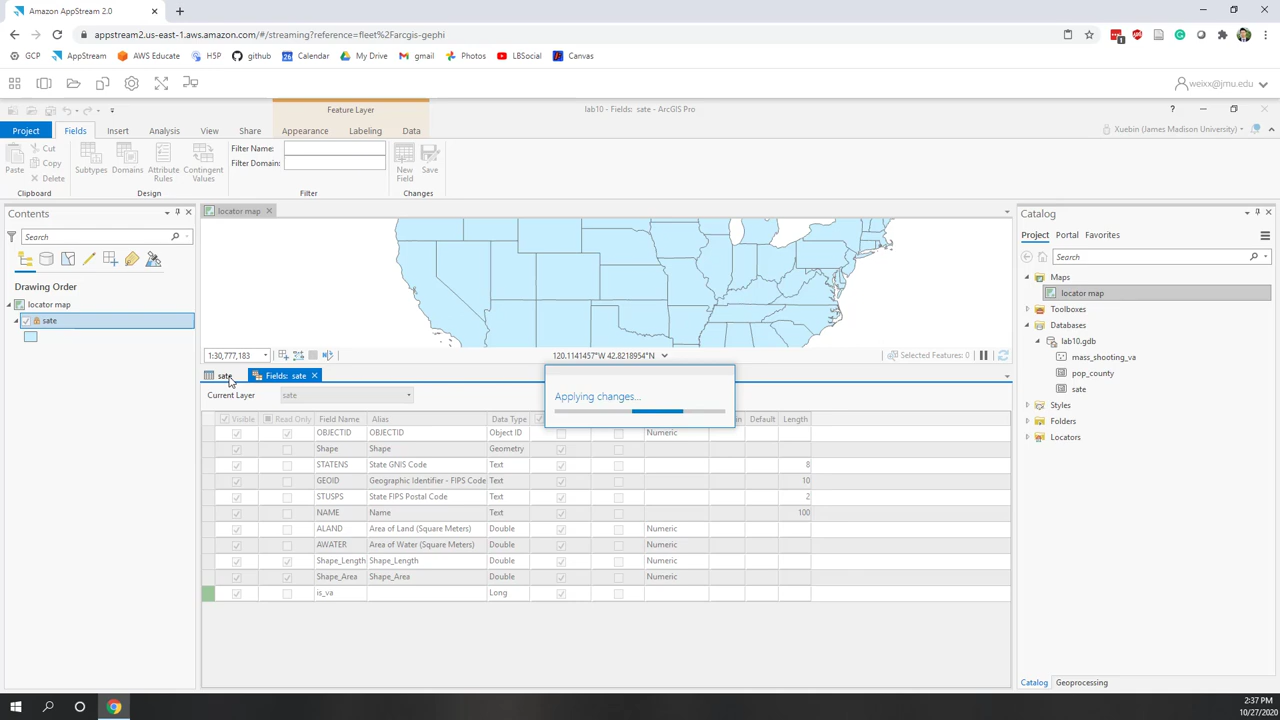 Amazon AppStream 2.0
appstream2.us-east-1.aws.amazon.com/#/streaming?reference=fleet%2Farcgis-gephi
GCP AppStream AWS Educate H5P github Calendar My Drive gmail Photos LBSocial Canvas
weixx@jmu.edu
Feature Layer
lab10 - Fields: sate - ArcGIS Pro
Project Fields Insert Analysis View Share Appearance Labeling Data
Xuebin (James Madison University)
Paste
Cut
Copy
Delete
Clipboard
Subtypes
Domains
Attribute Rules
Contingent Values
Design
Filter Name:
Filter Domain:
Filter
New Field
Save
Changes
Contents
Search
Drawing Order
locator map
sate
locator map
1:30,777,183
120.1141457°W 42.8218954°N
Selected Features: 0
sate
Fields: sate
Current Layer sate
Applying changes...
Visible Read Only Field Name Alias Data Type Default Length
OBJECTID OBJECTID Object ID Numeric
Shape Shape Geometry
STATENS State GNIS Code Text 8
GEOID Geographic Identifier - FIPS Code Text 10
STUSPS State FIPS Postal Code Text 2
NAME Name Text 100
ALAND Area of Land (Square Meters) Double Numeric
AWATER Area of Water (Square Meters) Double Numeric
Shape_Length Shape_Length Double Numeric
Shape_Area Shape_Area Double Numeric
is_va Long
Catalog
Project Portal Favorites
Search
Maps
locator map
Toolboxes
Databases
lab10.gdb
mass_shooting_va
pop_county
sate
Styles
Folders
Locators
Catalog Geoprocessing
2:37 PM
10/27/2020